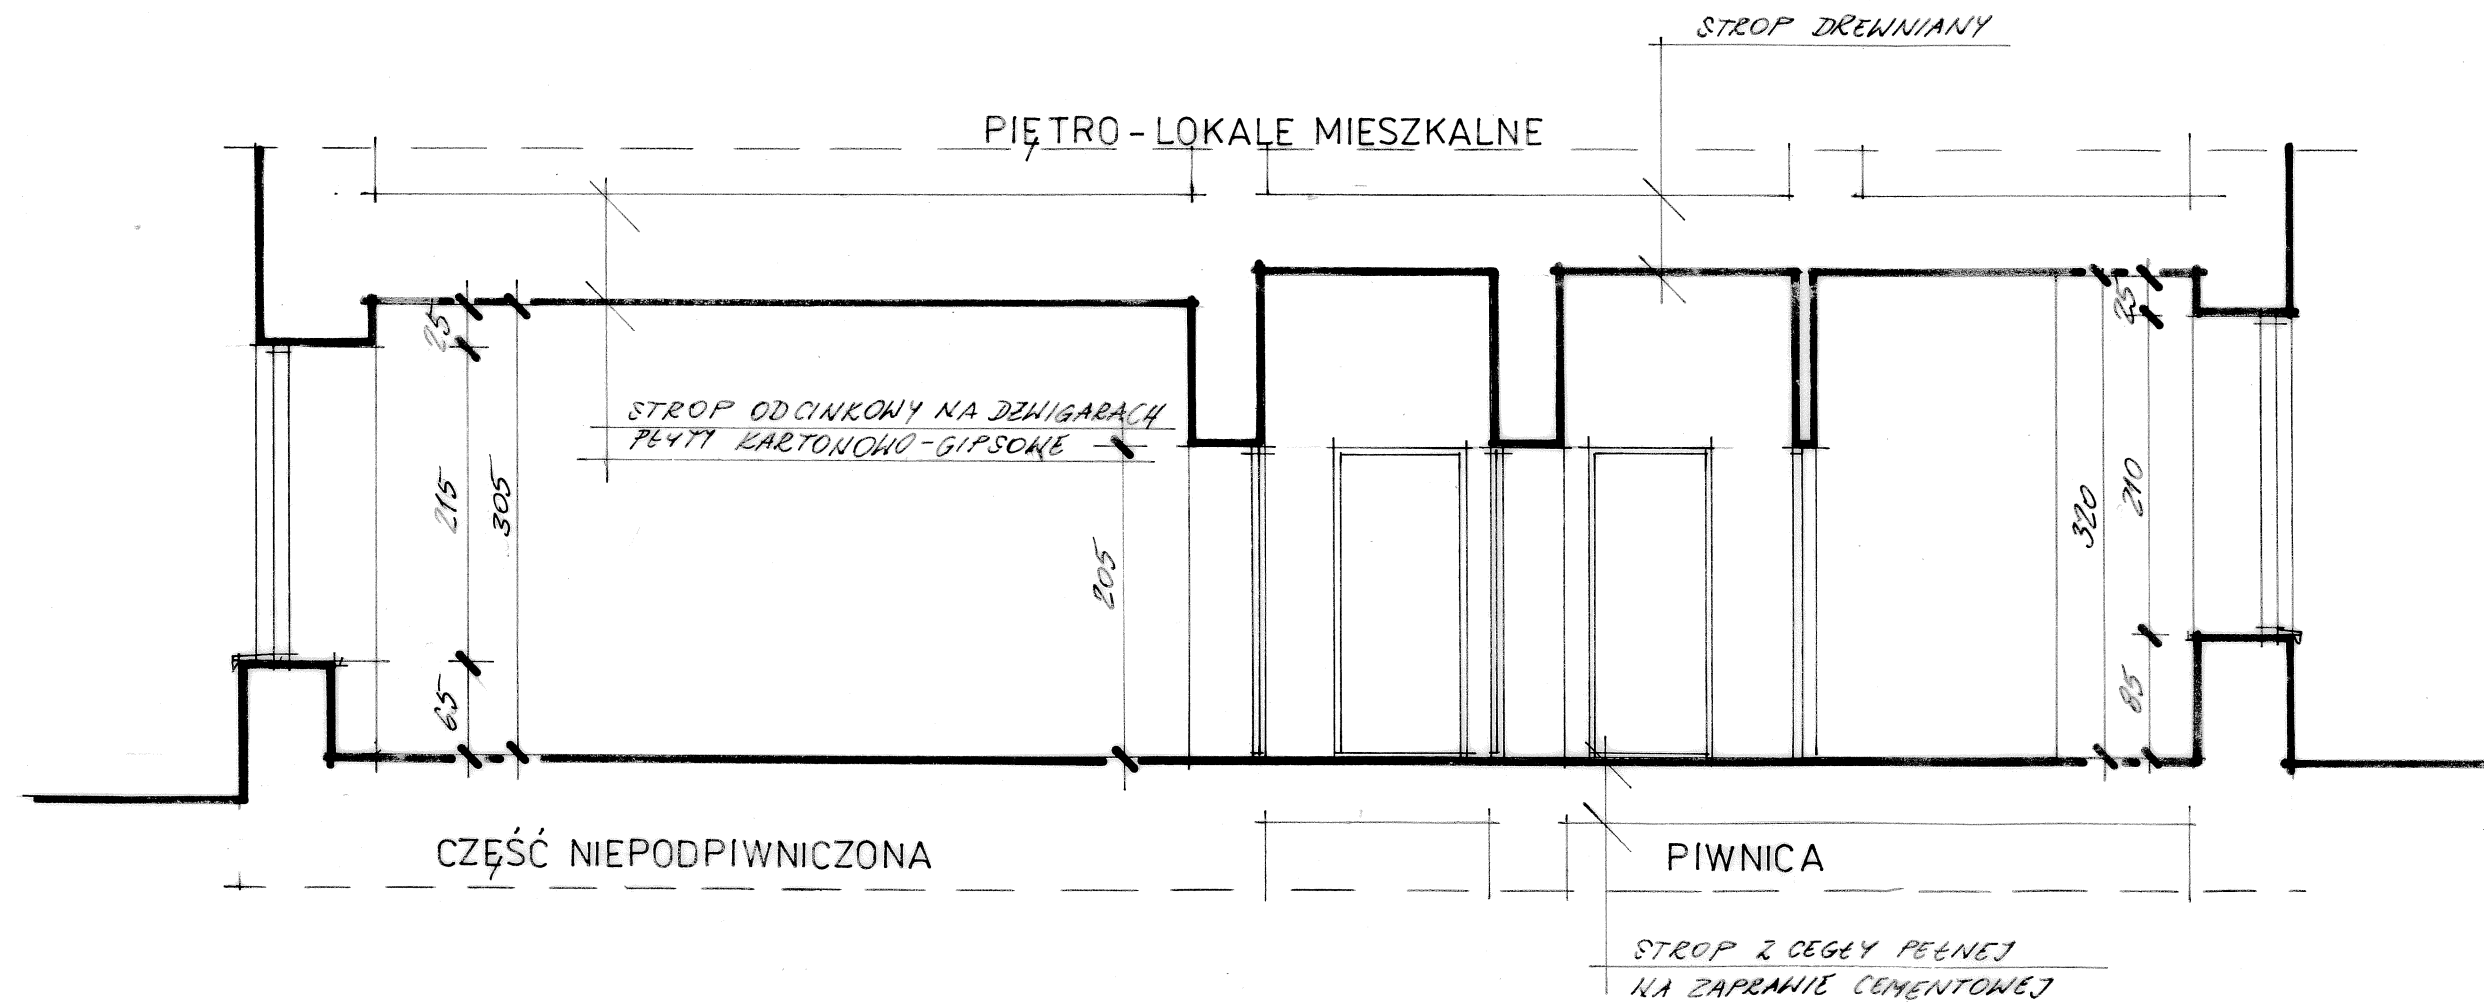 STROP DREWNIANY
PIĘTRO - LOKALE MIESZKALNE
25
25
STROP ODCINKOWY NA DZWIGARACH
PŁYTY KARTONOWO-GIPSOWE
215
305
205
320
210
65
85
CZĘŚĆ NIEPODPIWNICZONA
PIWNICA
STROP Z CEGŁY PEŁNEJ
NA ZAPRAWIE CEMENTOWEJ